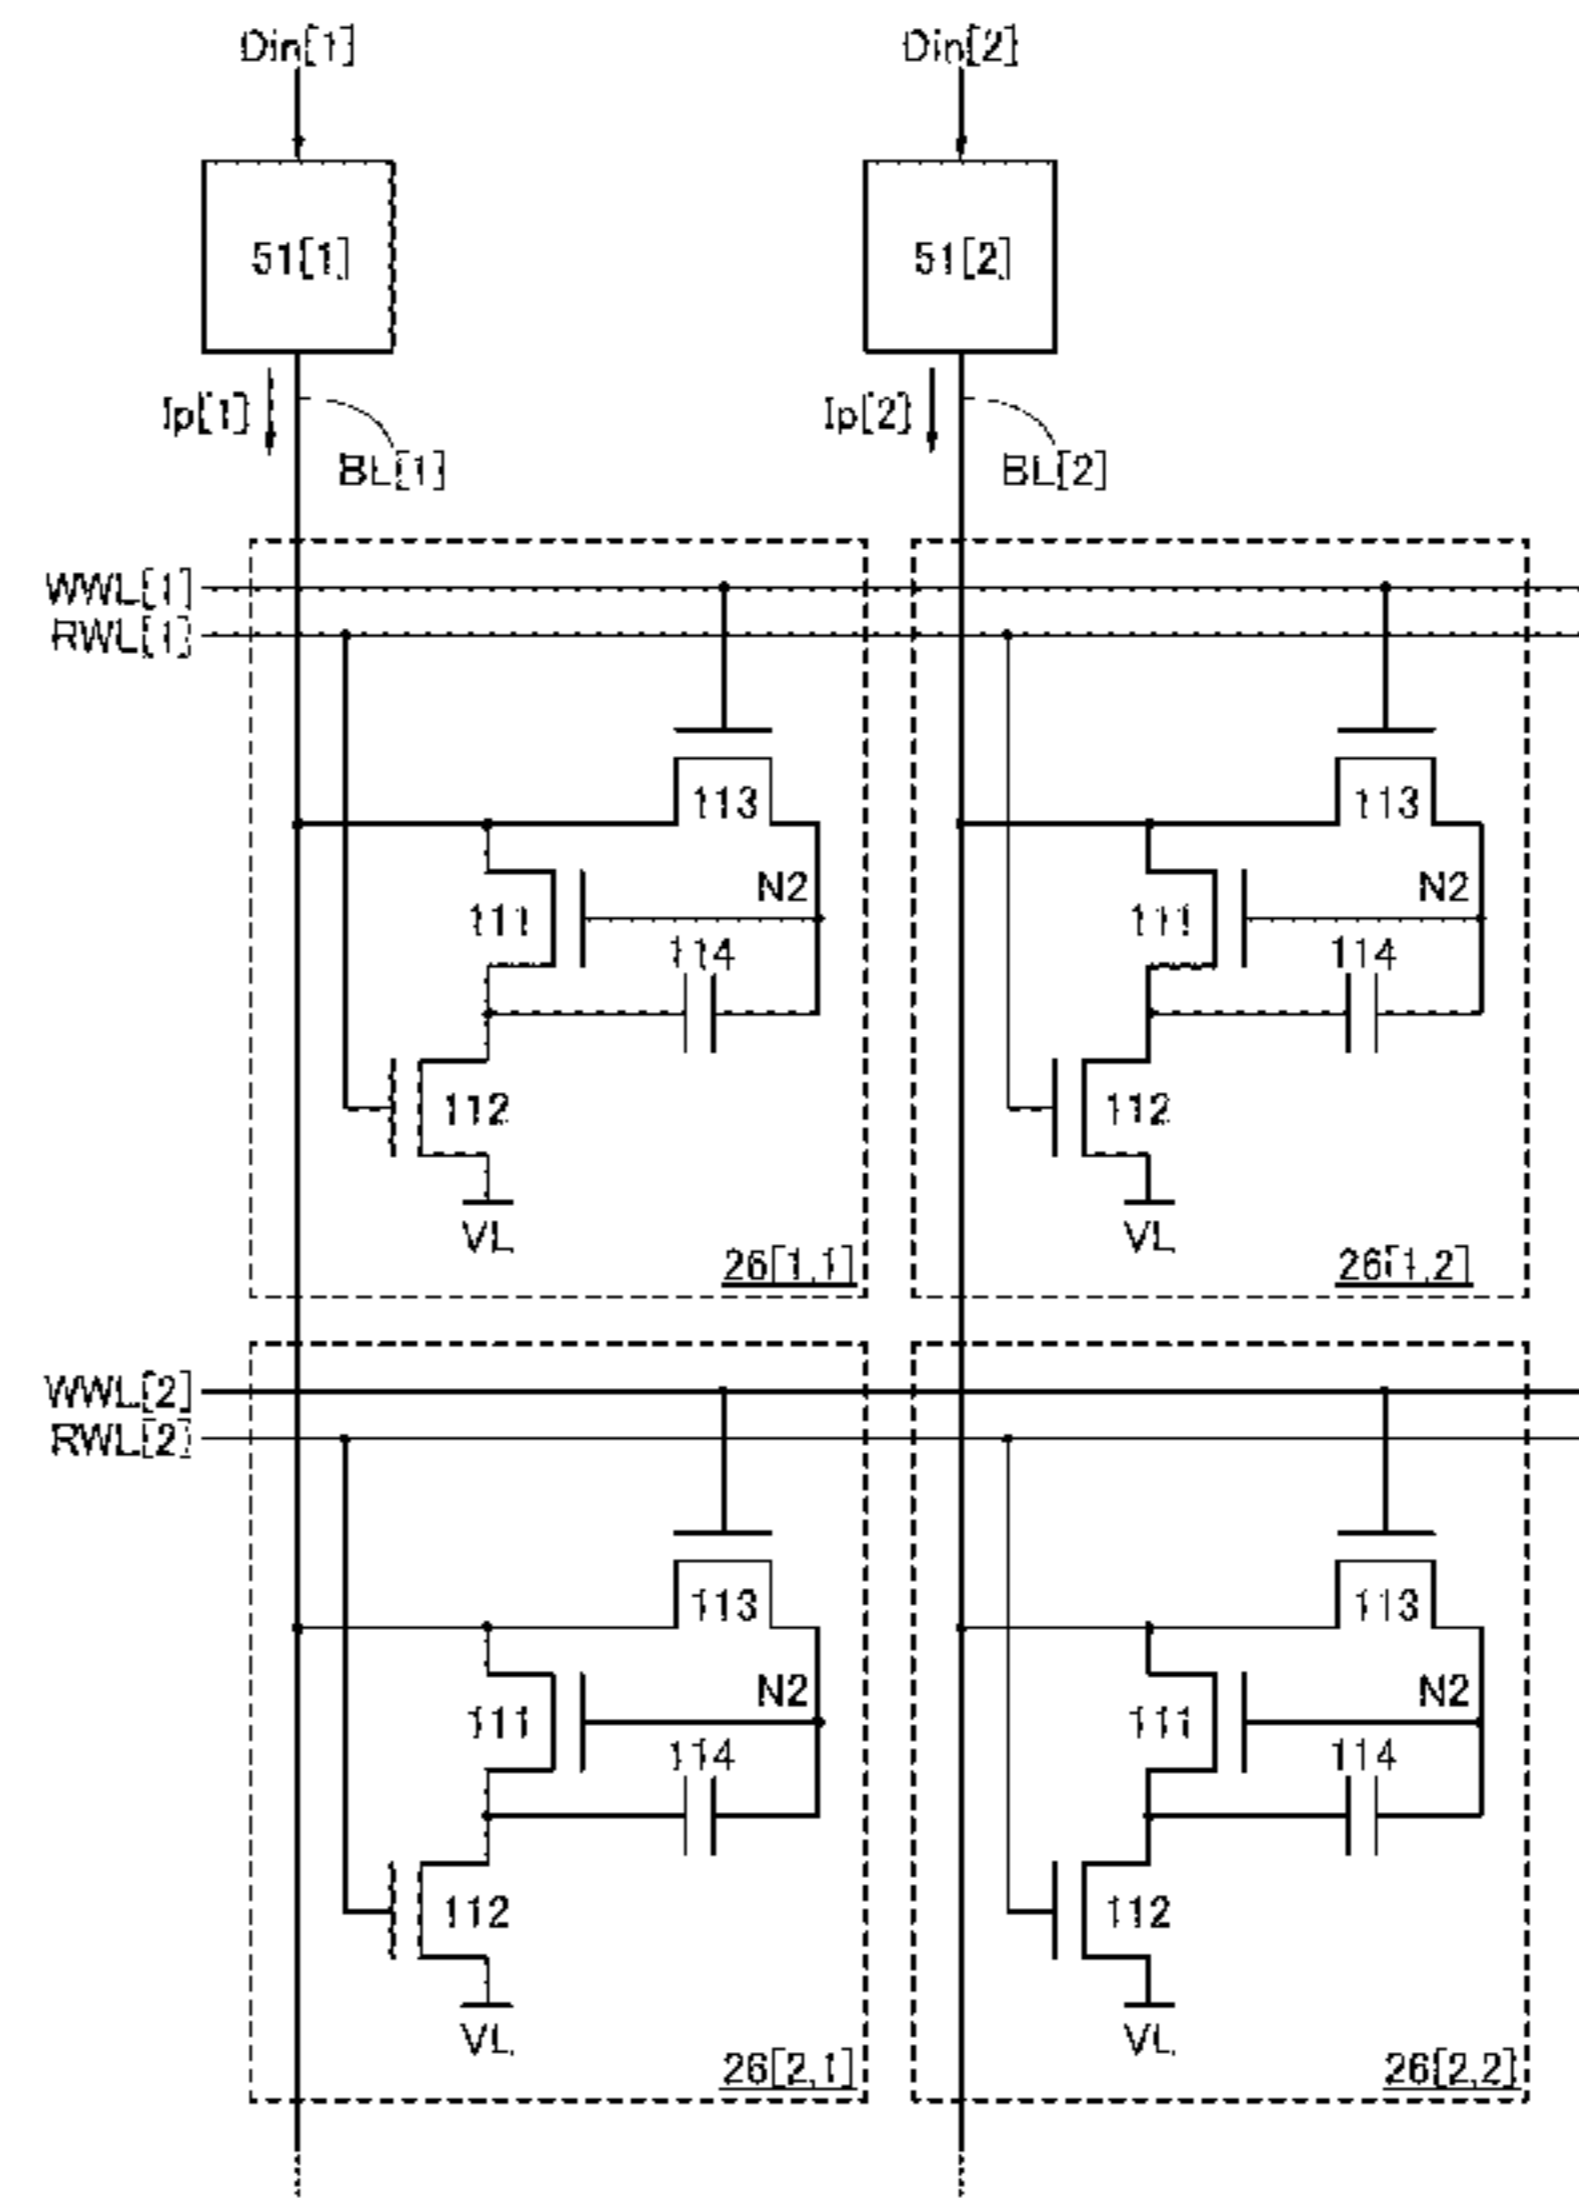 Din[1] Din[2]
51[1] 51[2]
Ip[1] Ip[2]
BL[1] BL[2]
WWL[1]
RWL[1]
113 113
N2 N2
111 111
114 114
112 112
VL VL
26[1,1] 26[1,2]
WWL[2]
RWL[2]
113 113
N2 N2
111 111
114 114
112 112
VL VL
26[2,1] 26[2,2]